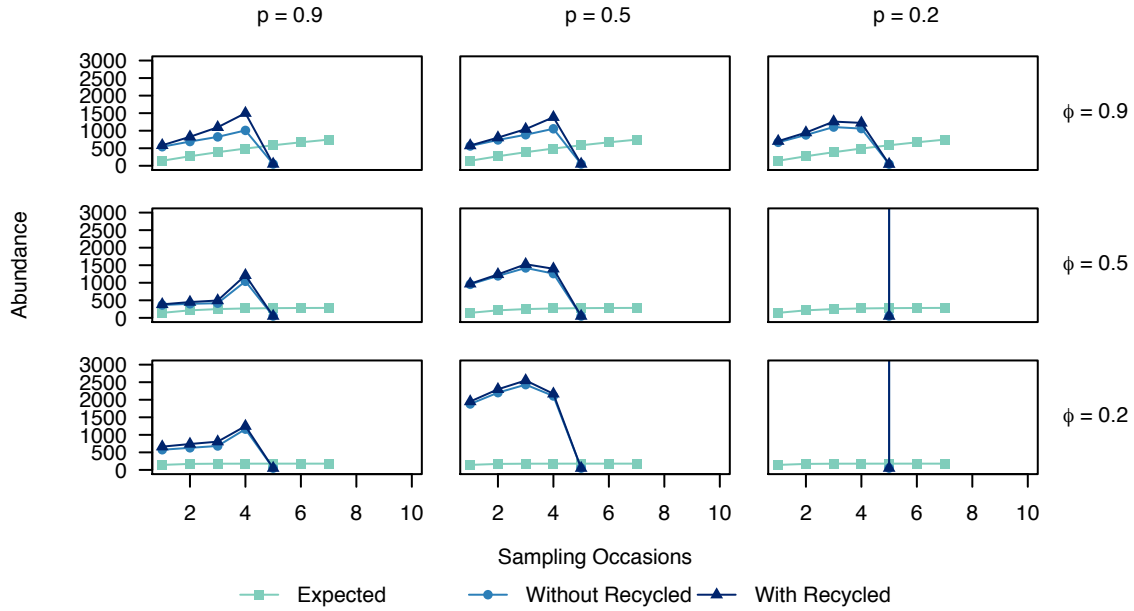 p = 0.9 p = 0.5 p = 0.2
3000
2500
2000
1500
1000
500
0
ϕ = 0.9
3000
2500
2000
1500
1000
500
0
ϕ = 0.5
3000
2500
2000
1500
1000
500
0
ϕ = 0.2
Abundance
2 4 6 8 10 2 4 6 8 10 2 4 6 8 10
Sampling Occasions
Expected Without Recycled With Recycled